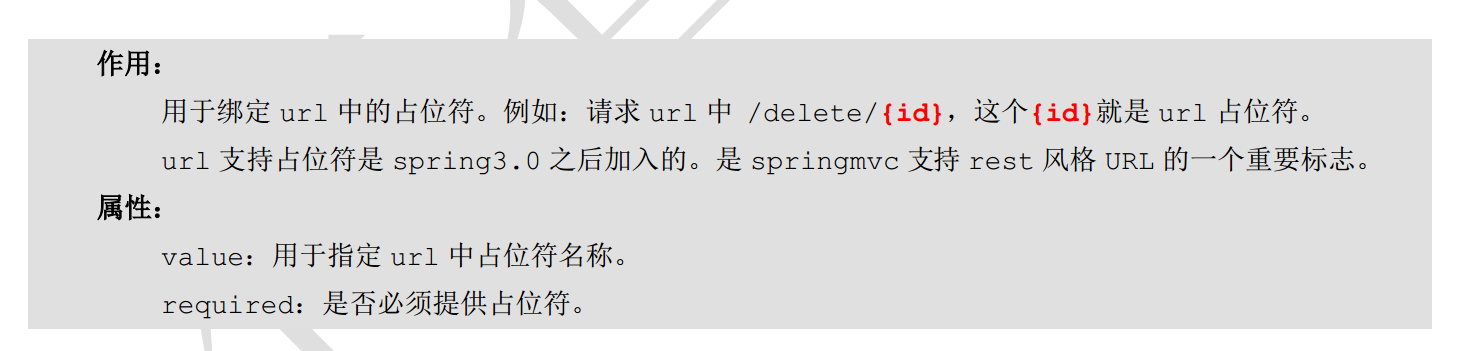 作用：
用于绑定 url 中的占位符。例如：请求 url 中 /delete/{id}，这个{id}就是 url 占位符。
url 支持占位符是 spring3.0 之后加入的。是 springmvc 支持 rest 风格 URL 的一个重要标志。
属性：
value：用于指定 url 中占位符名称。
required：是否必须提供占位符。